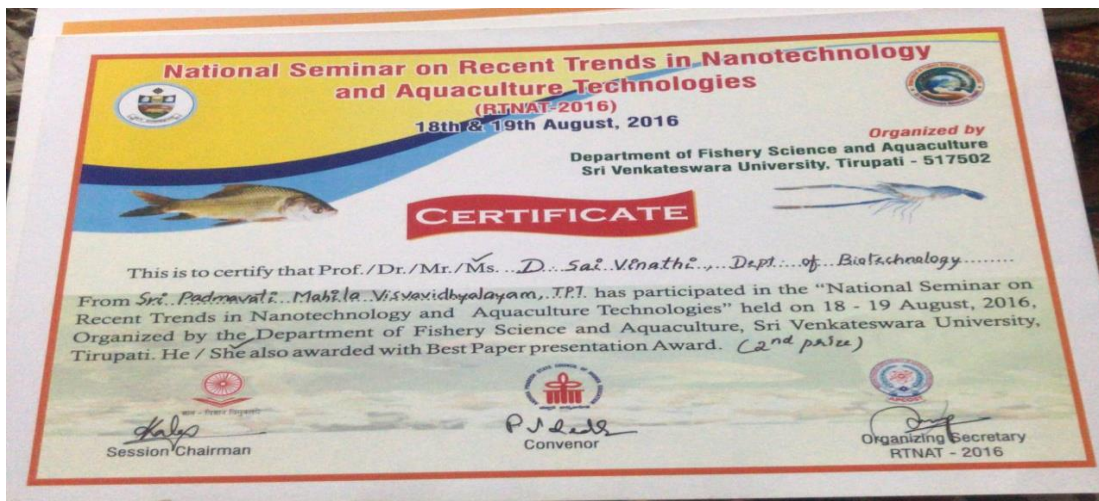 National Seminar on Recent Trends in Nanotechnology
and Aquaculture Technologies
(RTNAT-2016)
18th & 19th August, 2016
Organized by
Department of Fishery Science and Aquaculture
Sri Venkateswara University, Tirupati - 517502
CERTIFICATE
This is to certify that Prof./Dr./Mr./Ms. D. Sai Vinathi, Dept. of Biotechnology
From Sri Padmavati Mahila Visvavidhyalayam, TPT. has participated in the “National Seminar on
Recent Trends in Nanotechnology and Aquaculture Technologies” held on 18 - 19 August, 2016,
Organized by the Department of Fishery Science and Aquaculture, Sri Venkateswara University,
Tirupati. He / She also awarded with Best Paper presentation Award. (2nd prize)
Session Chairman
Convenor
Organizing Secretary
RTNAT - 2016